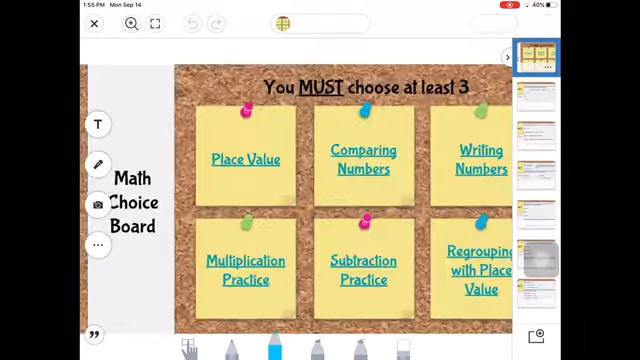 1:55 PM Mon Sep 14
40%
You MUST choose at least 3
Math
Choice
Board
Place Value
Comparing
Numbers
Writing
Numbers
Multiplication
Practice
Subtraction
Practice
Regrouping
with Place
Value
T